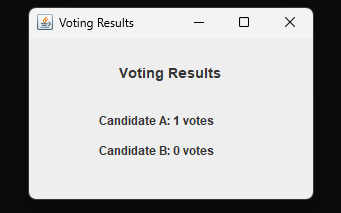 Voting Results
Voting Results
Candidate A: 1 votes
Candidate B: 0 votes